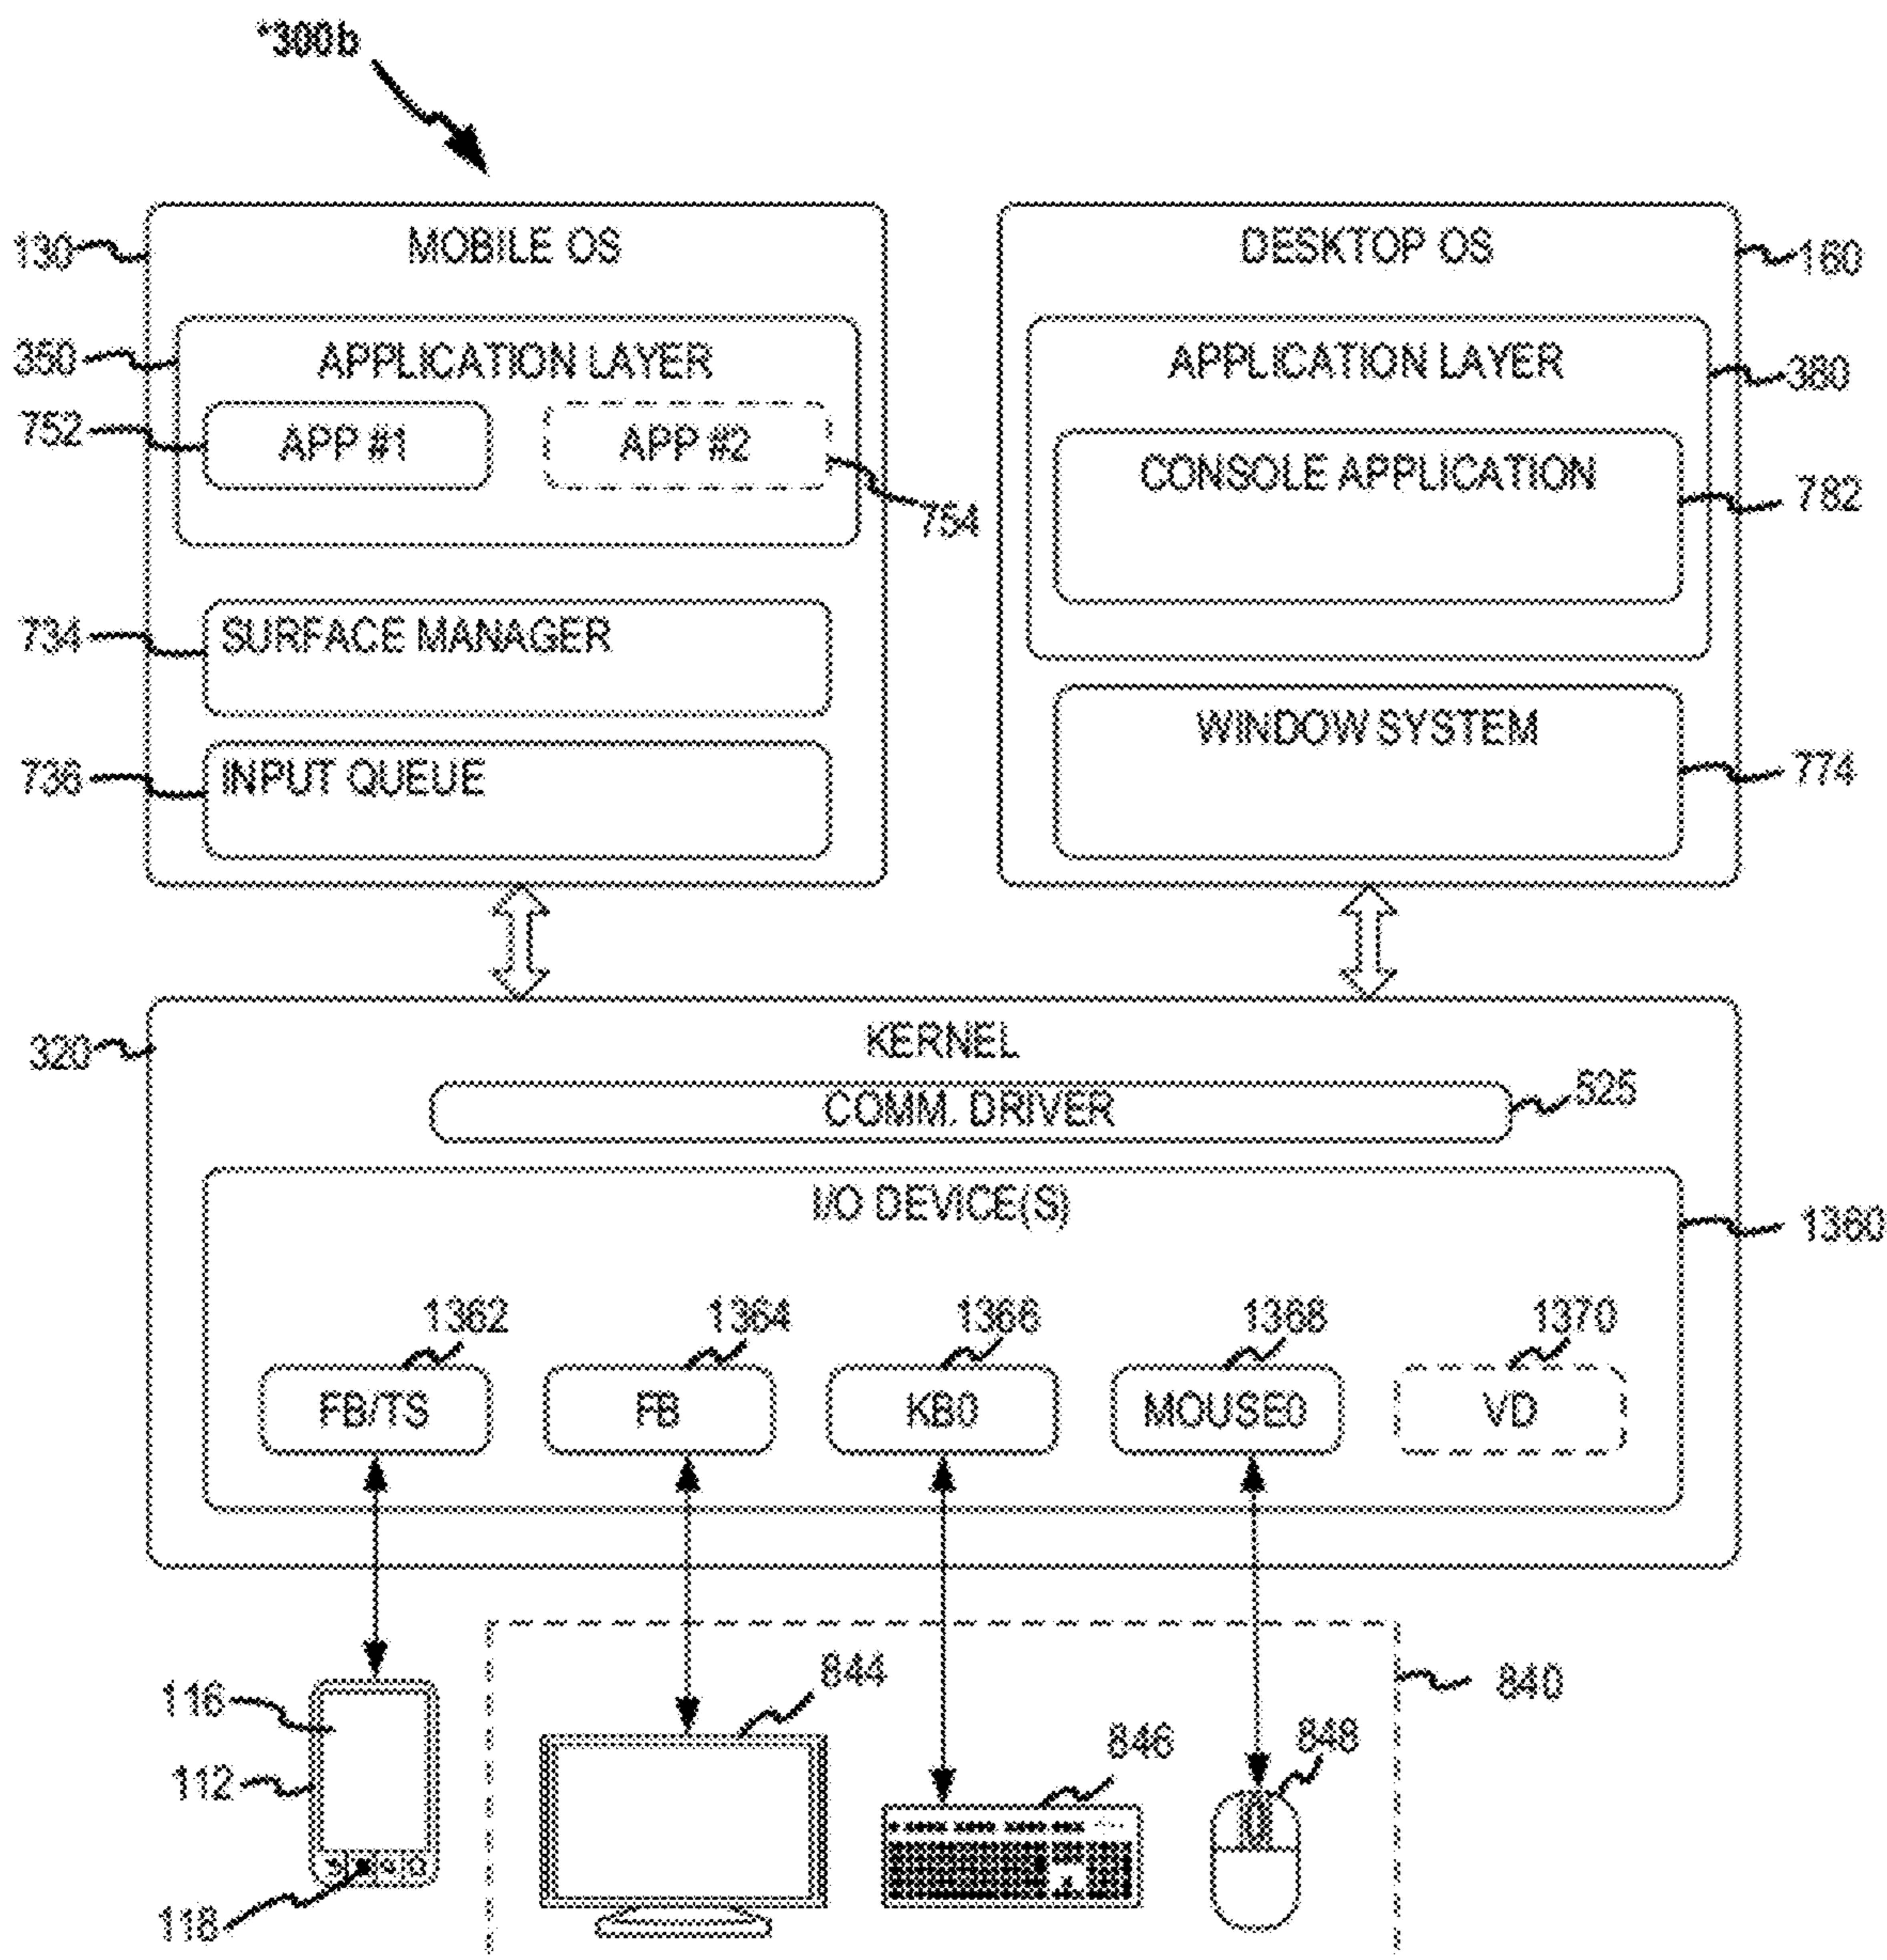 *300b
MOBILE OS
DESKTOP OS
130
160
350
APPLICATION LAYER
APPLICATION LAYER
380
752
APP #1
APP #2
754
CONSOLE APPLICATION
782
734
SURFACE MANAGER
WINDOW SYSTEM
774
736
INPUT QUEUE
320
KERNEL
COMM. DRIVER
525
I/O DEVICE(S)
1360
1362
1364
1366
1368
1370
FB/TS
FB
KB0
MOUSE0
VD
116
112
118
844
846
848
840